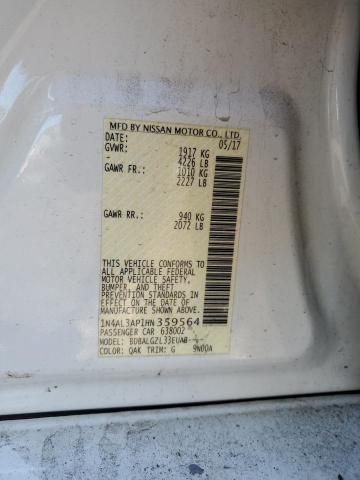 MFD BY NISSAN MOTOR CO., LTD.
DATE: 05/17
GVWR: 1917 KG
4226 LB
GAWR FR.: 1010 KG
2227 LB
GAWR RR.: 940 KG
2072 LB
THIS VEHICLE CONFORMS TO ALL
APPLICABLE FEDERAL MOTOR VEHICLE SAFETY,
BUMPER, AND THEFT
PREVENTION STANDARDS IN EFFECT ON THE DATE OF
MANUFACTURE SHOWN ABOVE.
1N4AL3AP1HN359564
PASSENGER CAR 638002
MODEL: BDBALGZL33EUAB
COLOR: QAK TRIM: G 9N00A